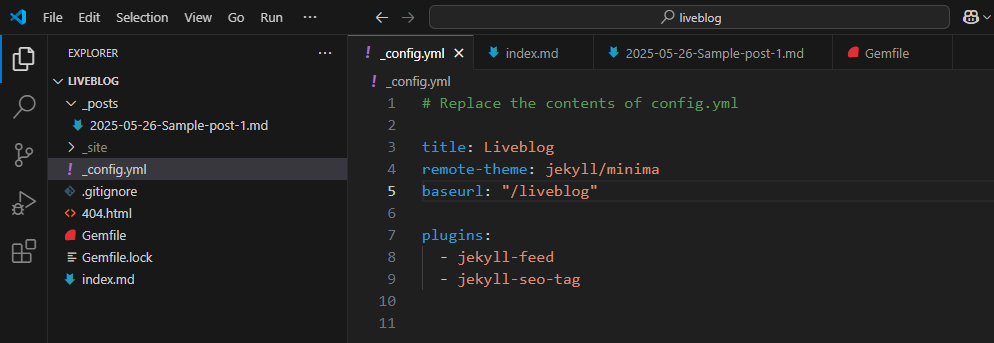 File Edit Selection View Go Run ··· liveblog
EXPLORER ···
LIVEBLOG
_posts
2025-05-26-Sample-post-1.md
_site
! _config.yml
.gitignore
<> 404.html
Gemfile
Gemfile.lock
index.md
! _config.yml × index.md 2025-05-26-Sample-post-1.md Gemfile
! _config.yml
1 # Replace the contents of config.yml
2
3 title: Liveblog
4 remote-theme: jekyll/minima
5 baseurl: "/liveblog"
6
7 plugins:
8 - jekyll-feed
9 - jekyll-seo-tag
10
11